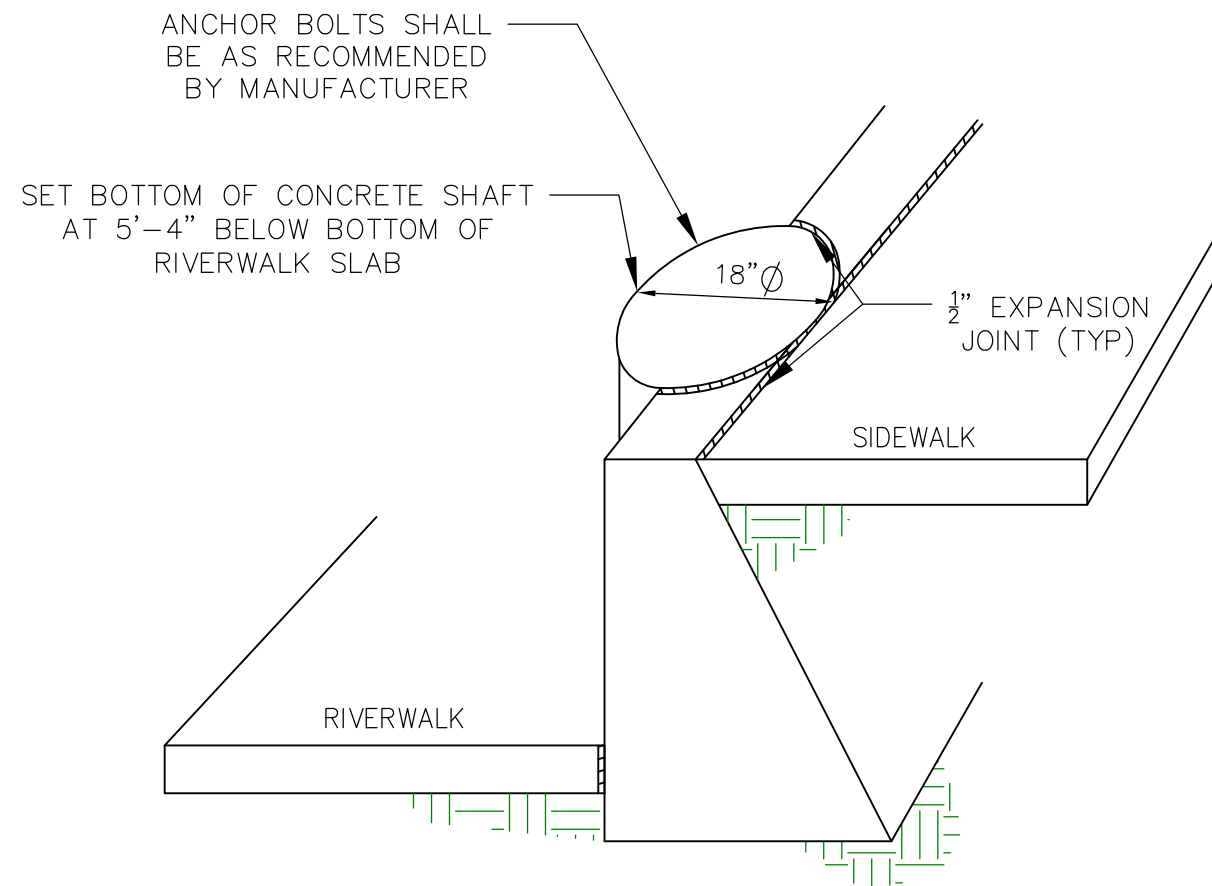 ANCHOR BOLTS SHALL
BE AS RECOMMENDED
BY MANUFACTURER
SET BOTTOM OF CONCRETE SHAFT
AT 5'-4" BELOW BOTTOM OF
RIVERWALK SLAB
18"∅
½" EXPANSION
JOINT (TYP)
SIDEWALK
RIVERWALK